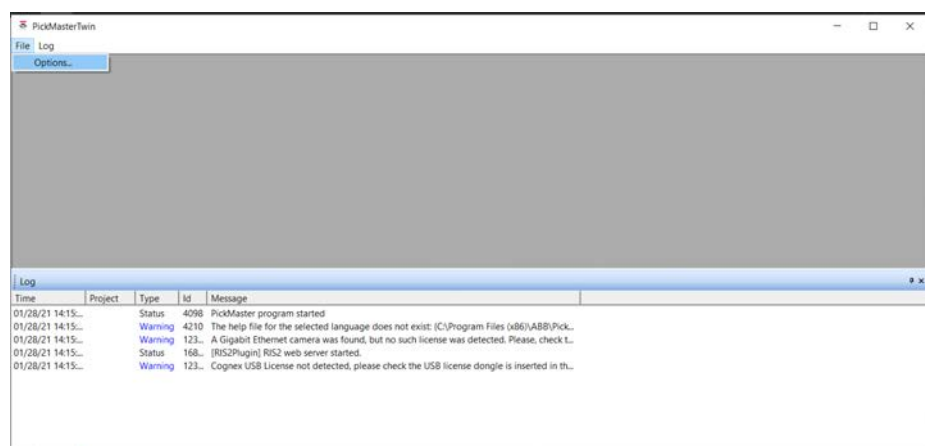 PickMasterTwin
File Log
Options...
Log
Time Project Type Id Message
01/28/21 14:15:... Status 4098 PickMaster program started
01/28/21 14:15:... Warning 4210 The help file for the selected language does not exist: (C:\Program Files (x86)\ABB\Pick...
01/28/21 14:15:... Warning 123... A Gigabit Ethernet camera was found, but no such license was detected. Please, check t...
01/28/21 14:15:... Status 168... [RIS2Plugin] RIS2 web server started.
01/28/21 14:15:... Warning 123... Cognex USB License not detected, please check the USB license dongle is inserted in th...